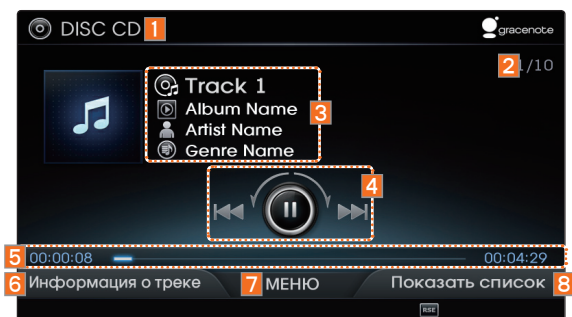 DISC CD 1
gracenote
2 1/10
Track 1
Album Name
3
Artist Name
Genre Name
4
5 00:00:08 00:04:29
6 Информация о треке 7 МЕНЮ Показать список 8
RSE